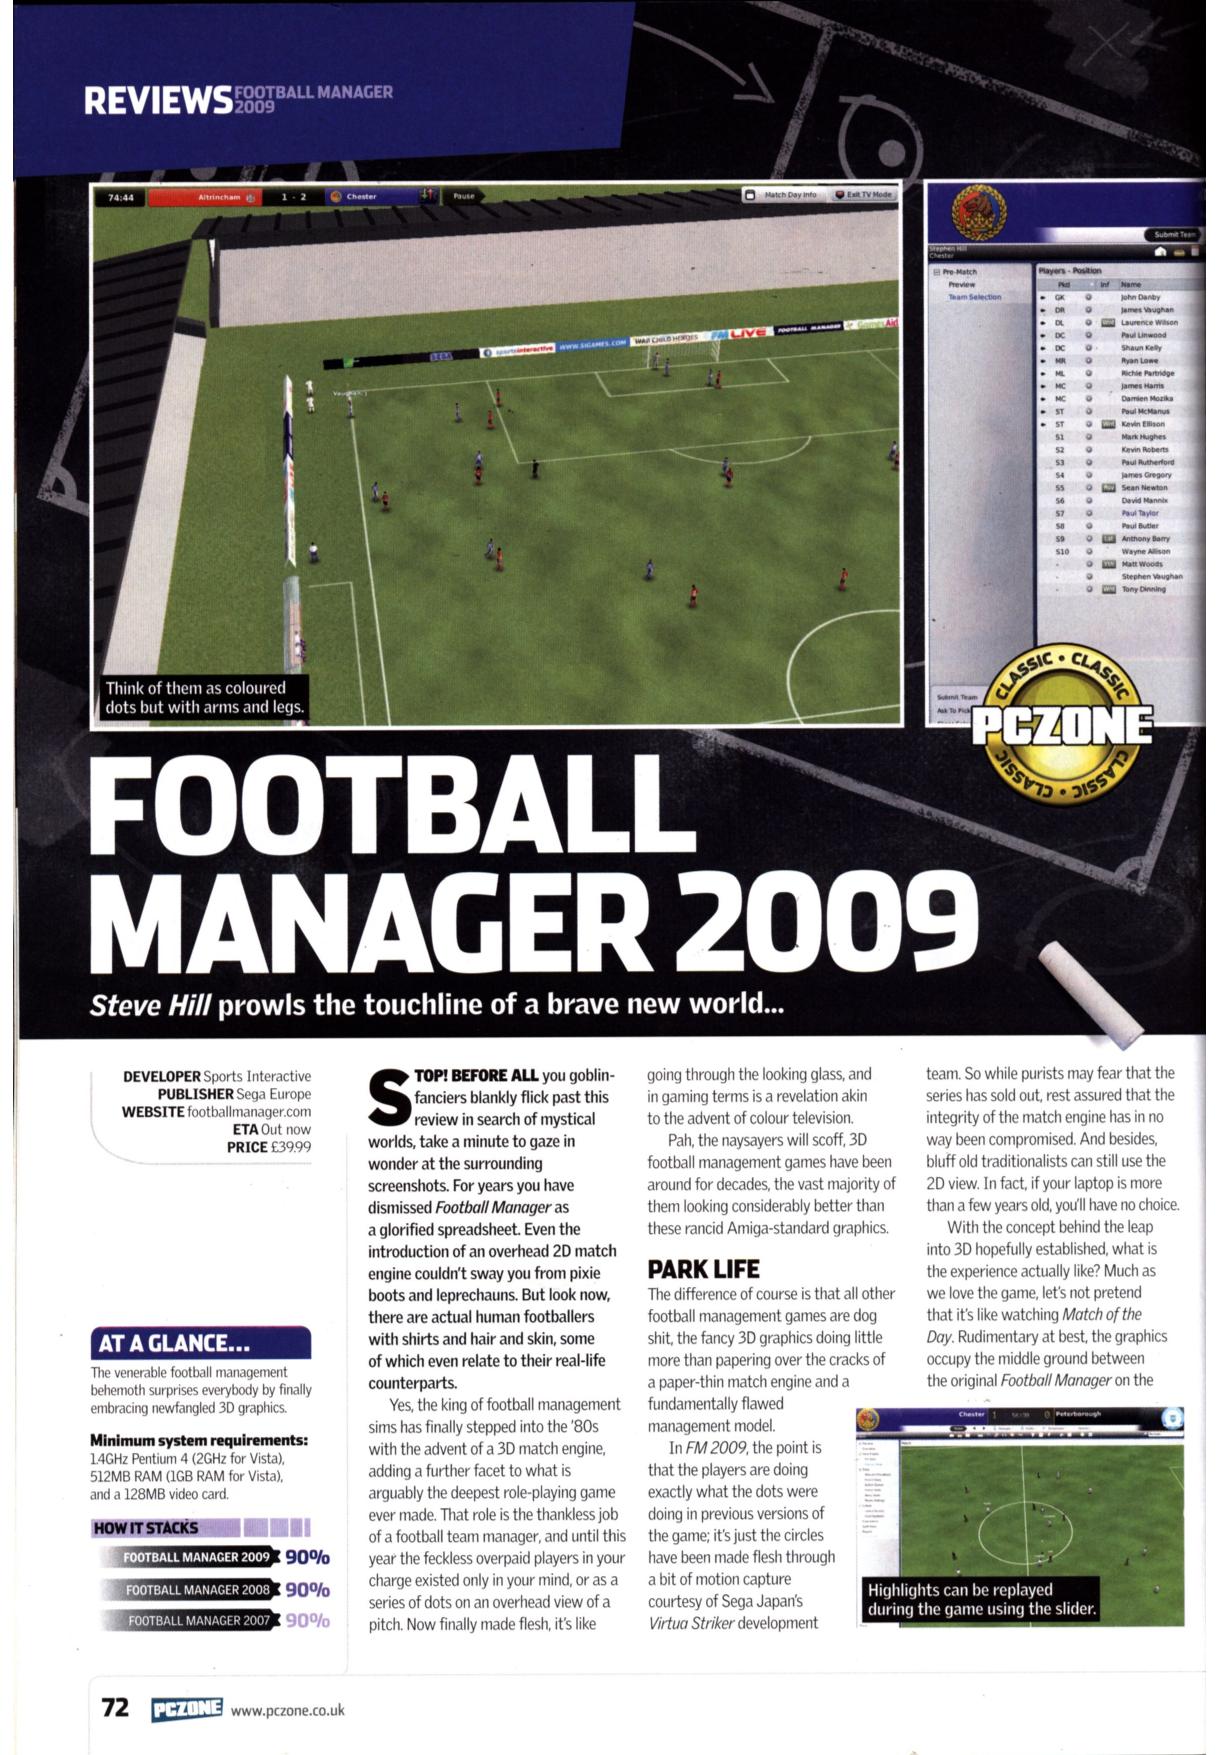 REVIEWS FOOTBALL MANAGER
2009
74:44 Altrincham 1 - 2 Chester Pause Match Day Info Exit TV Mode
SEGA sports interactive WWW.SIGAMES.COM WAR CHILD HEROES FM LIVE FOOTBALL MANAGER
Think of them as coloured
dots but with arms and legs.
Submit Team
Stephen Hill
Chester
Pre-Match
Preview
Team Selection
Players - Position
Pkd Inf Name
GK John Danby
DR James Vaughan
DL Laurence Wilson
DC Paul Linwood
DC Shaun Kelly
MR Ryan Lowe
ML Richie Partridge
MC James Harris
MC Damien Mozika
ST Paul McManus
ST Kevin Ellison
S1 Mark Hughes
S2 Kevin Roberts
S3 Paul Rutherford
S4 James Gregory
S5 Sean Newton
S6 David Mannix
S7 Paul Taylor
S8 Paul Butler
S9 Anthony Barry
S10 Wayne Allison
- Matt Woods
- Stephen Vaughan
- Tony Dinning
Submit Team
Ask To Pick
CLASSIC • CLASSIC
PCZONE
CLASSIC • CLASSIC
FOOTBALL
MANAGER 2009
Steve Hill prowls the touchline of a brave new world...
DEVELOPER Sports Interactive
PUBLISHER Sega Europe
WEBSITE footballmanager.com
ETA Out now
PRICE £39.99
AT A GLANCE...
The venerable football management
behemoth surprises everybody by finally
embracing newfangled 3D graphics.
Minimum system requirements:
1.4GHz Pentium 4 (2GHz for Vista),
512MB RAM (1GB RAM for Vista),
and a 128MB video card.
HOW IT STACKS
FOOTBALL MANAGER 2009 90%
FOOTBALL MANAGER 2008 90%
FOOTBALL MANAGER 2007 90%
STOP! BEFORE ALL you goblin-
fanciers blankly flick past this
review in search of mystical
worlds, take a minute to gaze in
wonder at the surrounding
screenshots. For years you have
dismissed Football Manager as
a glorified spreadsheet. Even the
introduction of an overhead 2D match
engine couldn't sway you from pixie
boots and leprechauns. But look now,
there are actual human footballers
with shirts and hair and skin, some
of which even relate to their real-life
counterparts.
Yes, the king of football management
sims has finally stepped into the '80s
with the advent of a 3D match engine,
adding a further facet to what is
arguably the deepest role-playing game
ever made. That role is the thankless job
of a football team manager, and until this
year the feckless overpaid players in your
charge existed only in your mind, or as a
series of dots on an overhead view of a
pitch. Now finally made flesh, it's like
going through the looking glass, and
in gaming terms is a revelation akin
to the advent of colour television.
Pah, the naysayers will scoff, 3D
football management games have been
around for decades, the vast majority of
them looking considerably better than
these rancid Amiga-standard graphics.
PARK LIFE
The difference of course is that all other
football management games are dog
shit, the fancy 3D graphics doing little
more than papering over the cracks of
a paper-thin match engine and a
fundamentally flawed
management model.
In FM 2009, the point is
that the players are doing
exactly what the dots were
doing in previous versions of
the game; it's just the circles
have been made flesh through
a bit of motion capture
courtesy of Sega Japan's
Virtua Striker development
team. So while purists may fear that the
series has sold out, rest assured that the
integrity of the match engine has in no
way been compromised. And besides,
bluff old traditionalists can still use the
2D view. In fact, if your laptop is more
than a few years old, you'll have no choice.
With the concept behind the leap
into 3D hopefully established, what is
the experience actually like? Much as
we love the game, let's not pretend
that it's like watching Match of the
Day. Rudimentary at best, the graphics
occupy the middle ground between
the original Football Manager on the
Chester 1 0 Peterborough
Highlights can be replayed
during the game using the slider.
72 PCZONE www.pczone.co.uk